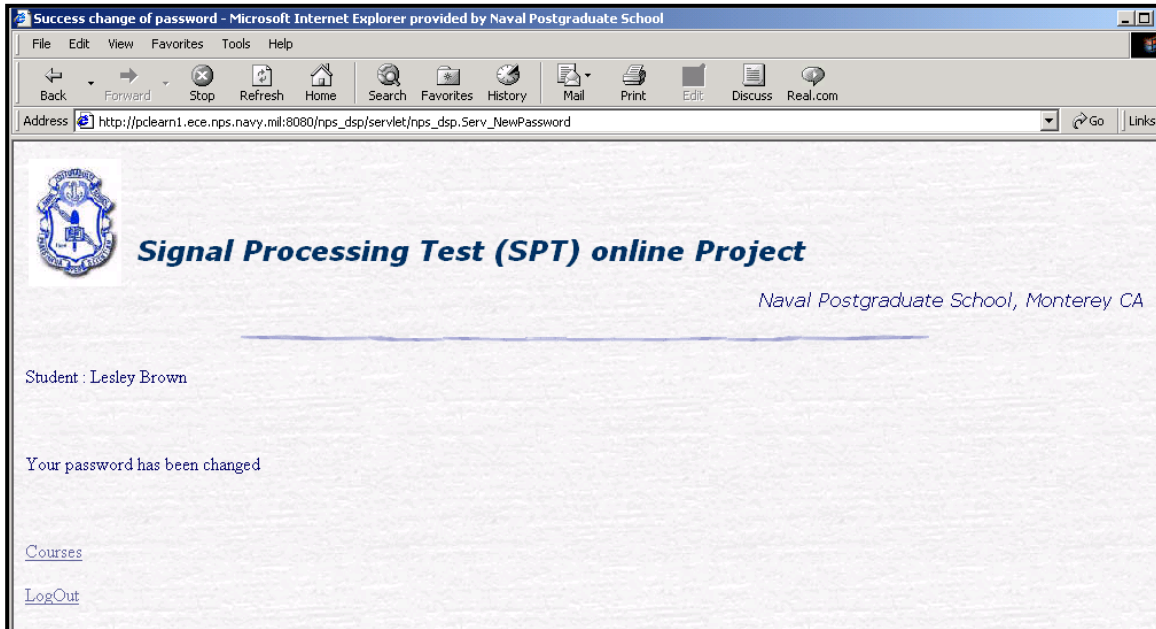 Success change of password - Microsoft Internet Explorer provided by Naval Postgraduate School
File Edit View Favorites Tools Help
Back Forward Stop Refresh Home Search Favorites History Mail Print Edit Discuss Real.com
Address http://pclearn1.ece.nps.navy.mil:8080/nps_dsp/servlet/nps_dsp.Serv_NewPassword Go Links
Signal Processing Test (SPT) online Project
Naval Postgraduate School, Monterey CA
Student : Lesley Brown
Your password has been changed
Courses
LogOut